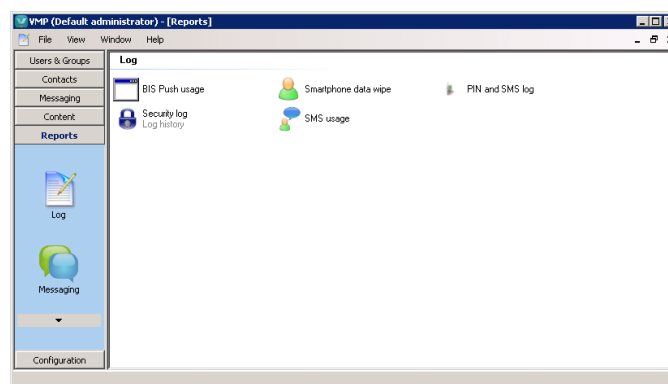 VMP (Default administrator) - [Reports]
File View Window Help
Users & Groups
Contacts
Messaging
Content
Reports
Log
Messaging
Configuration
Log
BIS Push usage
Smartphone data wipe
PIN and SMS log
Security log
Log history
SMS usage